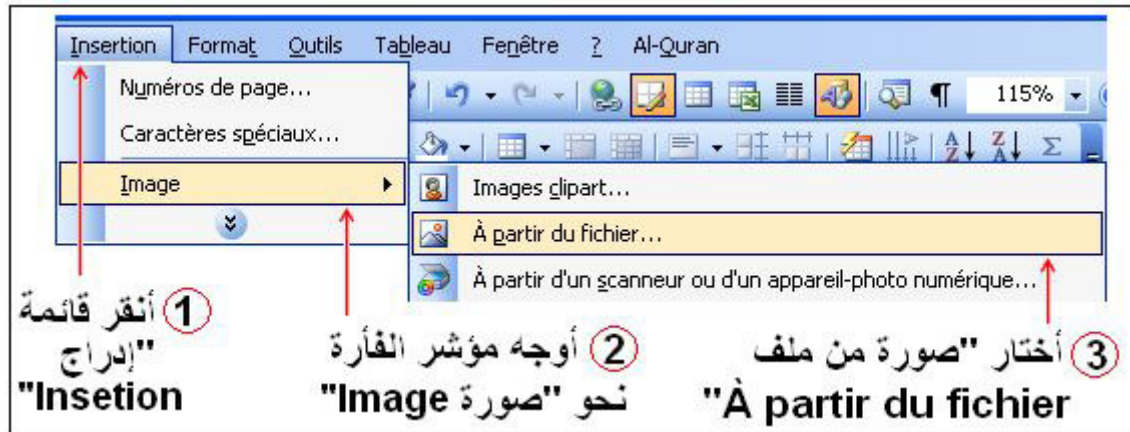 Insertion Format Outils Tableau Fenêtre ? Al-Quran
Numéros de page...
115%
Caractères spéciaux...
Image
Images clipart...
À partir du fichier...
À partir d'un scanneur ou d'un appareil-photo numérique...
1 أنقر قائمة
"إدراج
Insetion"
2 أوجه مؤشر الفأرة
نحو "صورة Image"
3 أختار "صورة من ملف
À partir du fichier"